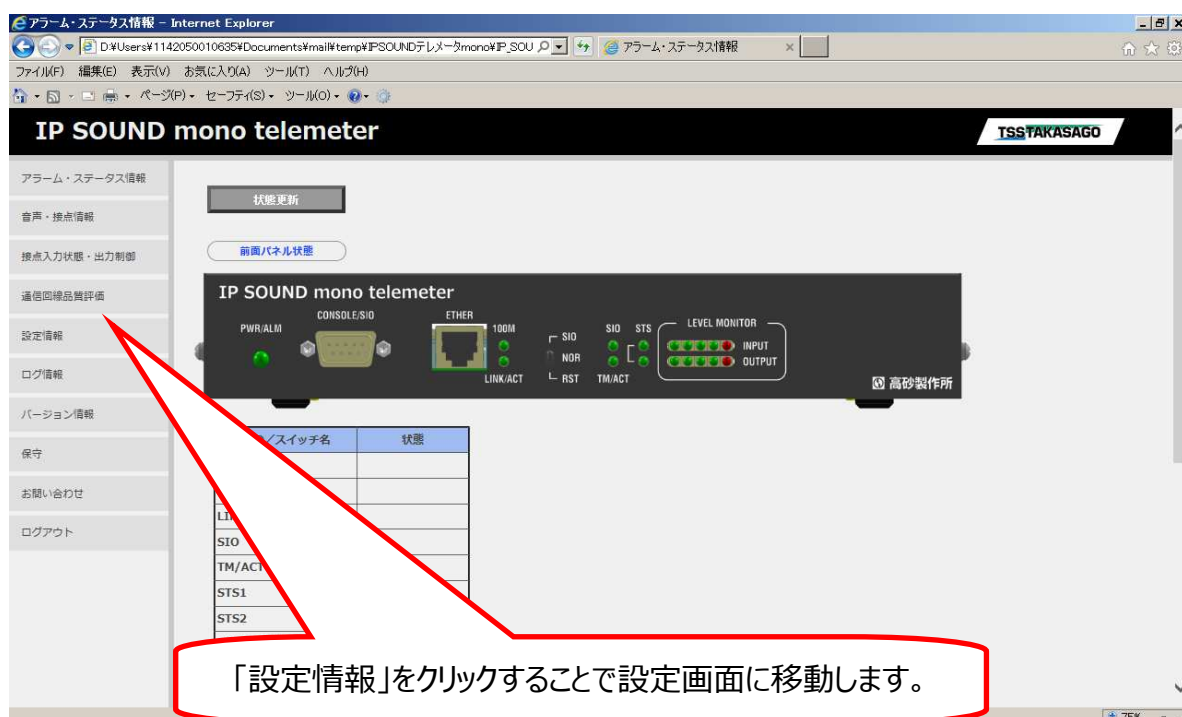 アラーム・ステータス情報 - Internet Explorer
D:¥Users¥1142050010635¥Documents¥mail¥temp¥IPSOUNDテレメータmono¥IP_SOU
アラーム・ステータス情報
ファイル(F) 編集(E) 表示(V) お気に入り(A) ツール(T) ヘルプ(H)
ページ(P) セーフティ(S) ツール(O)
IP SOUND mono telemeter
TSS TAKASAGO
アラーム・ステータス情報
音声・接点情報
接点入力状態・出力制御
通信回線品質評価
設定情報
ログ情報
バージョン情報
保守
お問い合わせ
ログアウト
状態更新
前面パネル状態
IP SOUND mono telemeter
PWR/ALM
CONSOLE/SIO
ETHER
100M
LINK/ACT
SIO
NOR
RST
SIO STS
TM/ACT
LEVEL MONITOR
INPUT
OUTPUT
高砂製作所
/スイッチ名 状態
SIO
TM/ACT
STS1
STS2
「設定情報」をクリックすることで設定画面に移動します。
75%